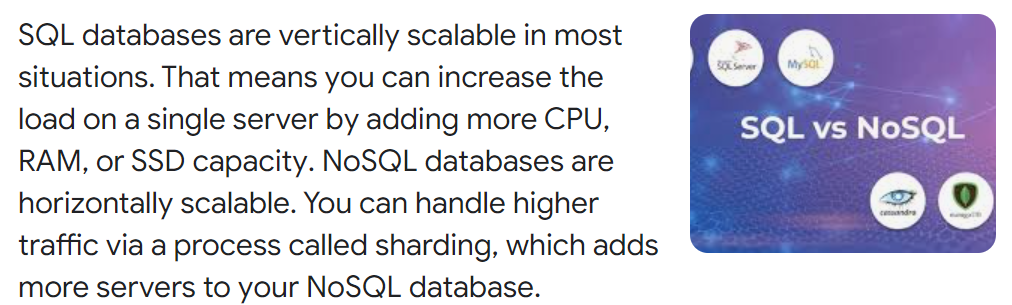 SQL databases are vertically scalable in most
situations. That means you can increase the
load on a single server by adding more CPU,
RAM, or SSD capacity. NoSQL databases are
horizontally scalable. You can handle higher
traffic via a process called sharding, which adds
more servers to your NoSQL database.
SQL Server
MySQL
SQL vs NoSQL
cassandra
mongoDB